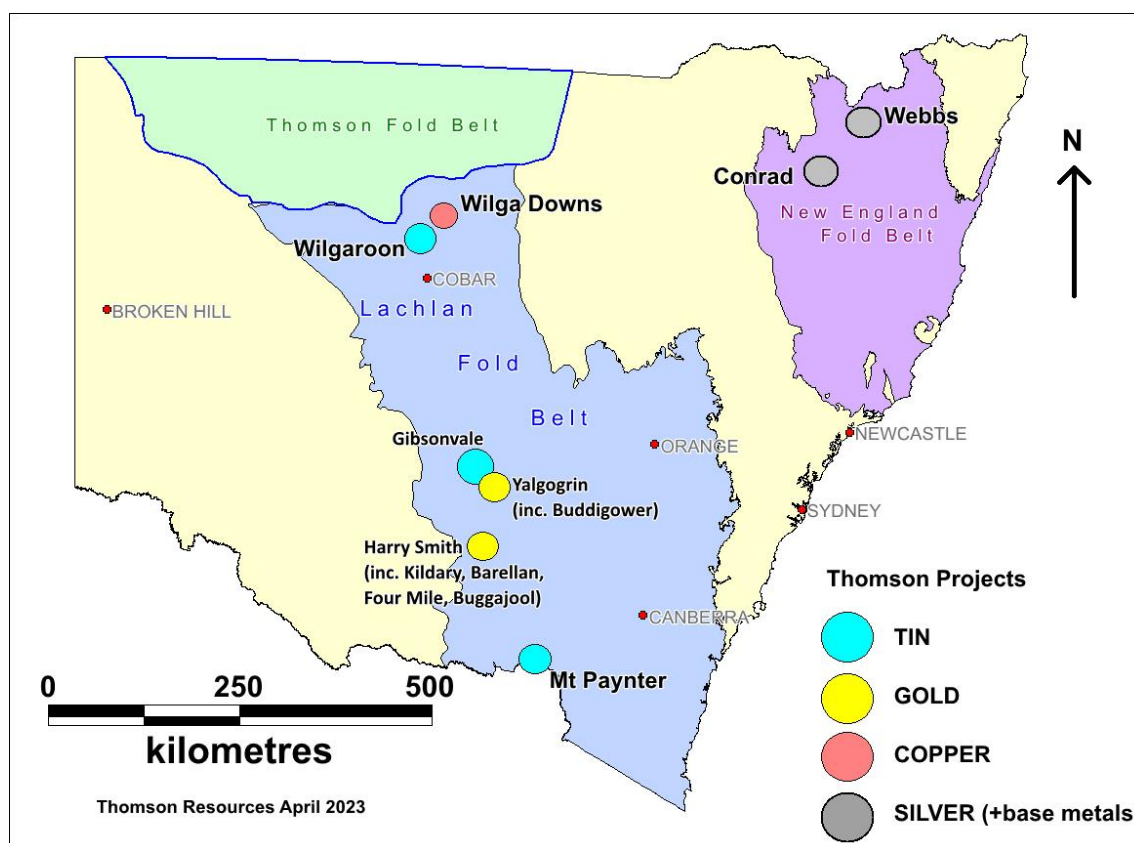 Thomson Fold Belt
Webbs
Conrad
N
New England
Fold Belt
Wilga Downs
Wilgaroon
COBAR
BROKEN HILL
Lachlan
Fold
Belt
Gibsonvale
ORANGE
NEWCASTLE
Yalgogrin
(inc. Buddigower)
SYDNEY
Harry Smith
(inc. Kildary, Barellan,
Four Mile, Buggajool)
CANBERRA
Mt Paynter
Thomson Projects
TIN
GOLD
COPPER
SILVER (+base metals
0 250 500
kilometres
Thomson Resources April 2023